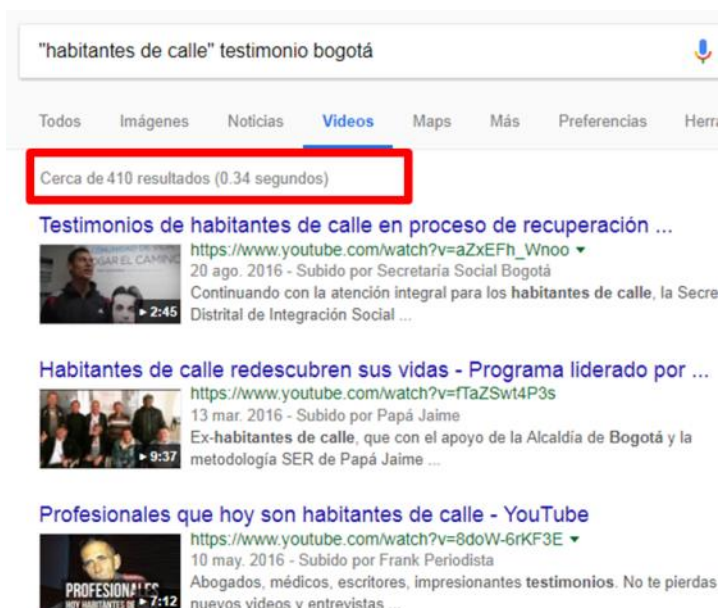 "habitantes de calle" testimonio bogotá
Todos Imágenes Noticias Videos Maps Más Preferencias Herra
Cerca de 410 resultados (0.34 segundos)
Testimonios de habitantes de calle en proceso de recuperación ...
https://www.youtube.com/watch?v=aZxEFh_Wnoo
20 ago. 2016 - Subido por Secretaría Social Bogotá
Continuando con la atención integral para los habitantes de calle, la Secre
Distrital de Integración Social ...
OGAR EL CAMINO
2:45
Habitantes de calle redescubren sus vidas - Programa liderado por ...
https://www.youtube.com/watch?v=fTaZSwt4P3s
13 mar. 2016 - Subido por Papá Jaime
Ex-habitantes de calle, que con el apoyo de la Alcaldía de Bogotá y la
metodología SER de Papá Jaime ...
9:37
Profesionales que hoy son habitantes de calle - YouTube
https://www.youtube.com/watch?v=8doW-6rKF3E
10 may. 2016 - Subido por Frank Periodista
Abogados, médicos, escritores, impresionantes testimonios. No te pierdas
nuevos videos y entrevistas ...
PROFESIONALES
HOY HABITANTES DE
7:12